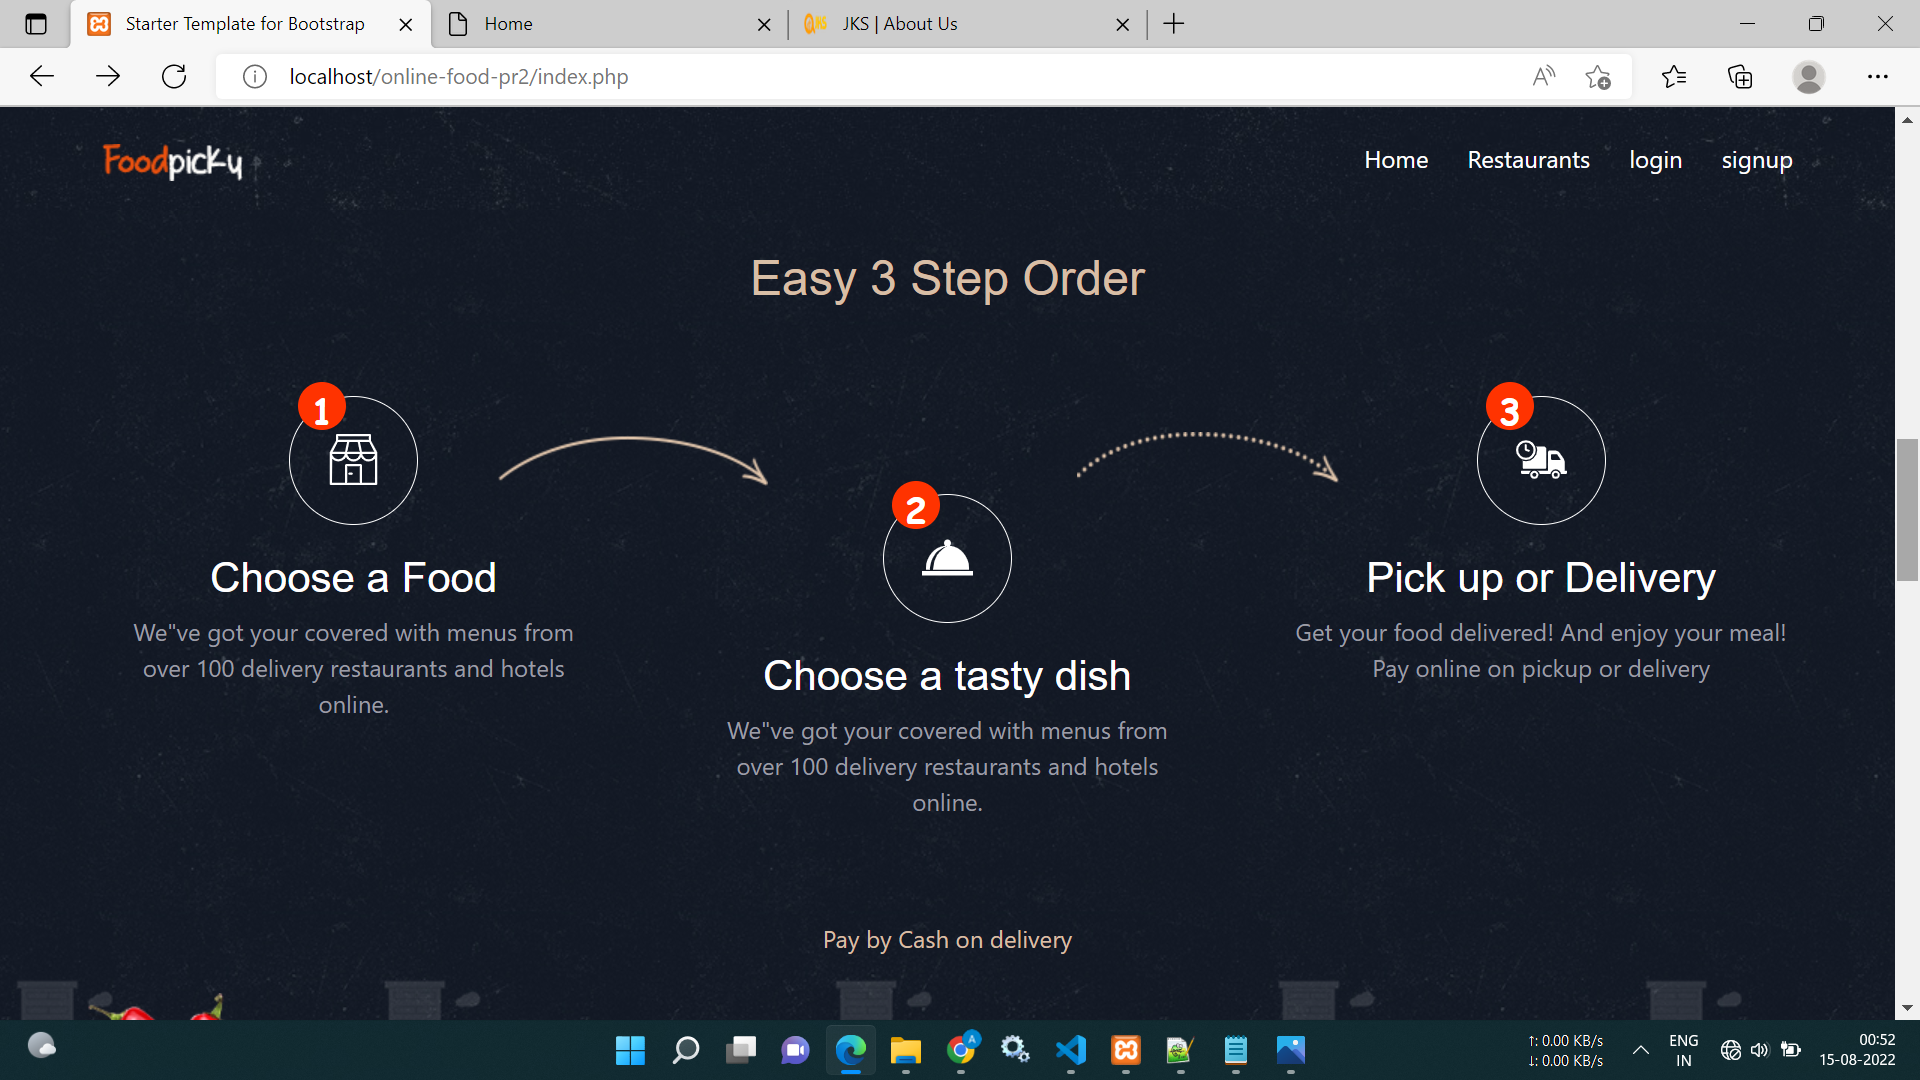 Starter Template for Bootstrap
Home
JKS | About Us
localhost/online-food-pr2/index.php
Foodpicky
Home Restaurants login signup
Easy 3 Step Order
1
Choose a Food
We"ve got your covered with menus from
over 100 delivery restaurants and hotels
online.
2
Choose a tasty dish
We"ve got your covered with menus from
over 100 delivery restaurants and hotels
online.
3
Pick up or Delivery
Get your food delivered! And enjoy your meal!
Pay online on pickup or delivery
Pay by Cash on delivery
↑: 0.00 KB/s
↓: 0.00 KB/s
ENG
IN
00:52
15-08-2022